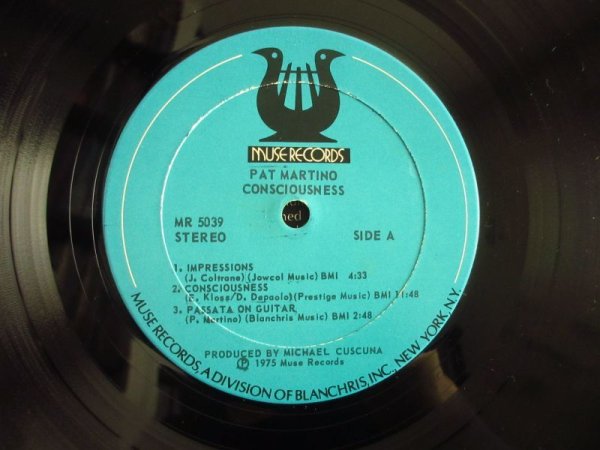 MUSE RECORDS
PAT MARTINO
CONSCIOUSNESS
MR 5039
STEREO
SIDE A
1. IMPRESSIONS
(J. Coltrane) (Jowcol Music) BMI 4:33
2. CONSCIOUSNESS
(E. Kloss/D. Depaolo) (Prestige Music) BMI 11:48
3. PASSATA ON GUITAR
(P. Martino) (Blanchris Music) BMI 2:48
PRODUCED BY MICHAEL CUSCUNA
Ⓟ 1975 Muse Records
MUSE RECORDS, A DIVISION OF BLANCHRIS, INC., NEW YORK, N.Y.